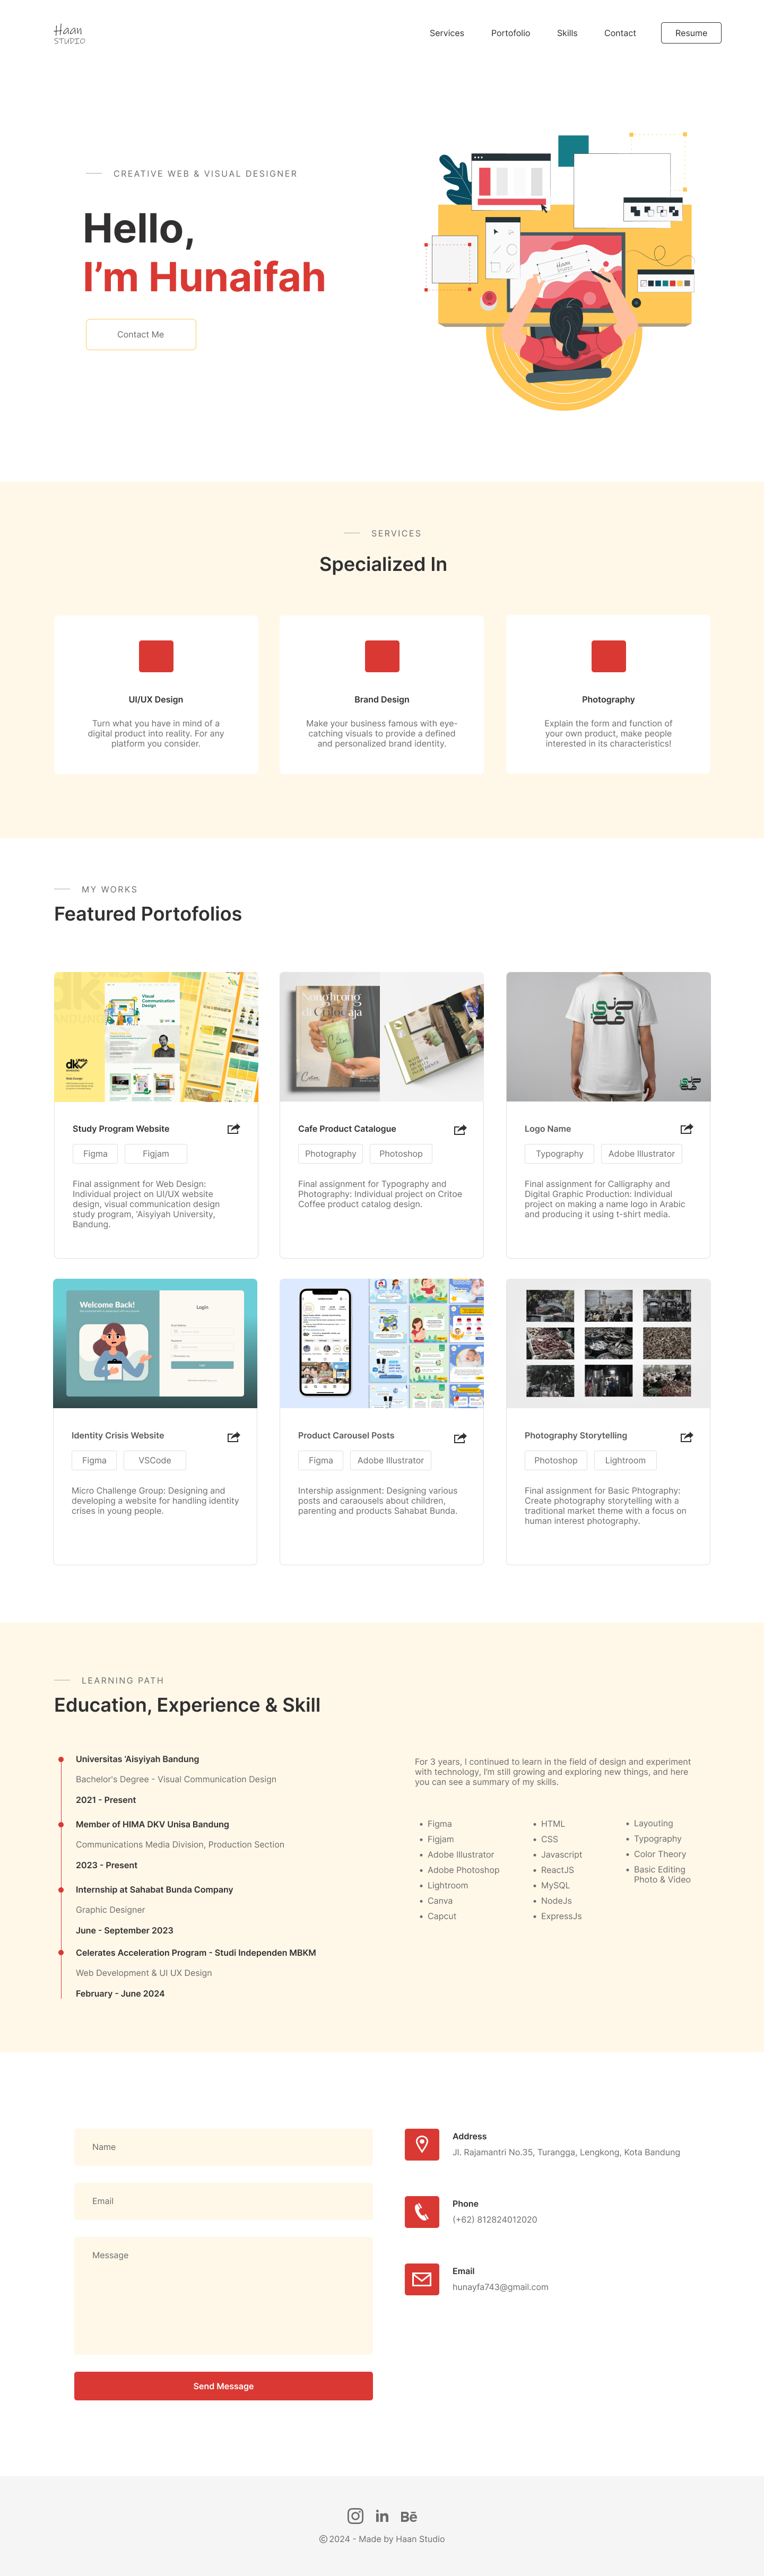 Haan
STUDIO
Services
Portofolio
Skills
Contact
Resume
CREATIVE WEB & VISUAL DESIGNER
Hello,
I'm Hunaifah
Contact Me
Haan
STUDIO
SERVICES
Specialized In
UI/UX Design
Turn what you have in mind of a
digital product into reality. For any
platform you consider.
Brand Design
Make your business famous with eye-
catching visuals to provide a defined
and personalized brand identity.
Photography
Explain the form and function of
your own product, make people
interested in its characteristics!
MY WORKS
Featured Portofolios
Visual
Communication
Design
Study Program Website
Figma
Figjam
Final assignment for Web Design:
Individual project on UI/UX website
design, visual communication design
study program, 'Aisyiyah University,
Bandung.
Cafe Product Catalogue
Photography
Photoshop
Final assignment for Typography and
Photography: Individual project on Critoe
Coffee product catalog design.
Logo Name
Typography
Adobe Illustrator
Final assignment for Calligraphy and
Digital Graphic Production: Individual
project on making a name logo in Arabic
and producing it using t-shirt media.
Welcome Back!
Login
Identity Crisis Website
Figma
VSCode
Micro Challenge Group: Designing and
developing a website for handling identity
crises in young people.
Product Carousel Posts
Figma
Adobe Illustrator
Intership assignment: Designing various
posts and caraousels about children,
parenting and products Sahabat Bunda.
Photography Storytelling
Photoshop
Lightroom
Final assignment for Basic Phtography:
Create photography storytelling with a
traditional market theme with a focus on
human interest photography.
LEARNING PATH
Education, Experience & Skill
Universitas 'Aisyiyah Bandung
Bachelor's Degree - Visual Communication Design
2021 - Present
Member of HIMA DKV Unisa Bandung
Communications Media Division, Production Section
2023 - Present
Internship at Sahabat Bunda Company
Graphic Designer
June - September 2023
Celerates Acceleration Program - Studi Independen MBKM
Web Development & UI UX Design
February - June 2024
For 3 years, I continued to learn in the field of design and experiment
with technology, I'm still growing and exploring new things, and here
you can see a summary of my skills.
• Figma
• Figjam
• Adobe Illustrator
• Adobe Photoshop
• Lightroom
• Canva
• Capcut
• HTML
• CSS
• Javascript
• ReactJS
• MySQL
• NodeJs
• ExpressJs
• Layouting
• Typography
• Color Theory
• Basic Editing
Photo & Video
Name
Email
Message
Send Message
Address
Jl. Rajamantri No.35, Turangga, Lengkong, Kota Bandung
Phone
(+62) 812824012020
Email
hunayfa743@gmail.com
in
Bē
© 2024 - Made by Haan Studio